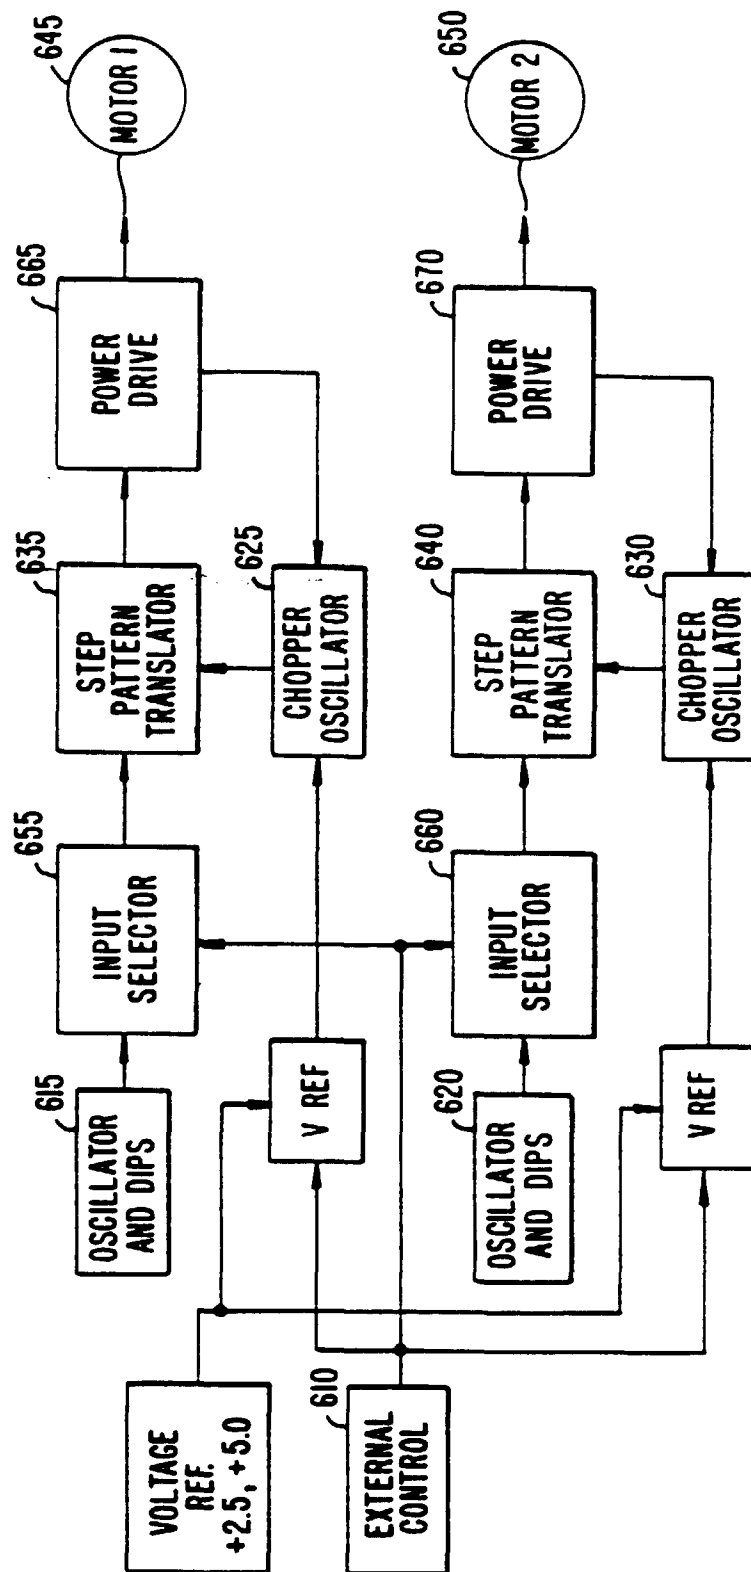 VOLTAGE
REF.
+2.5, +5.0
EXTERNAL
CONTROL
610
OSCILLATOR
AND DIPS
615
INPUT
SELECTOR
655
STEP
PATTERN
TRANSLATOR
635
POWER
DRIVE
665
MOTOR 1
645
V REF
CHOPPER
OSCILLATOR
625
OSCILLATOR
AND DIPS
620
INPUT
SELECTOR
660
STEP
PATTERN
TRANSLATOR
640
POWER
DRIVE
670
MOTOR 2
650
V REF
CHOPPER
OSCILLATOR
630